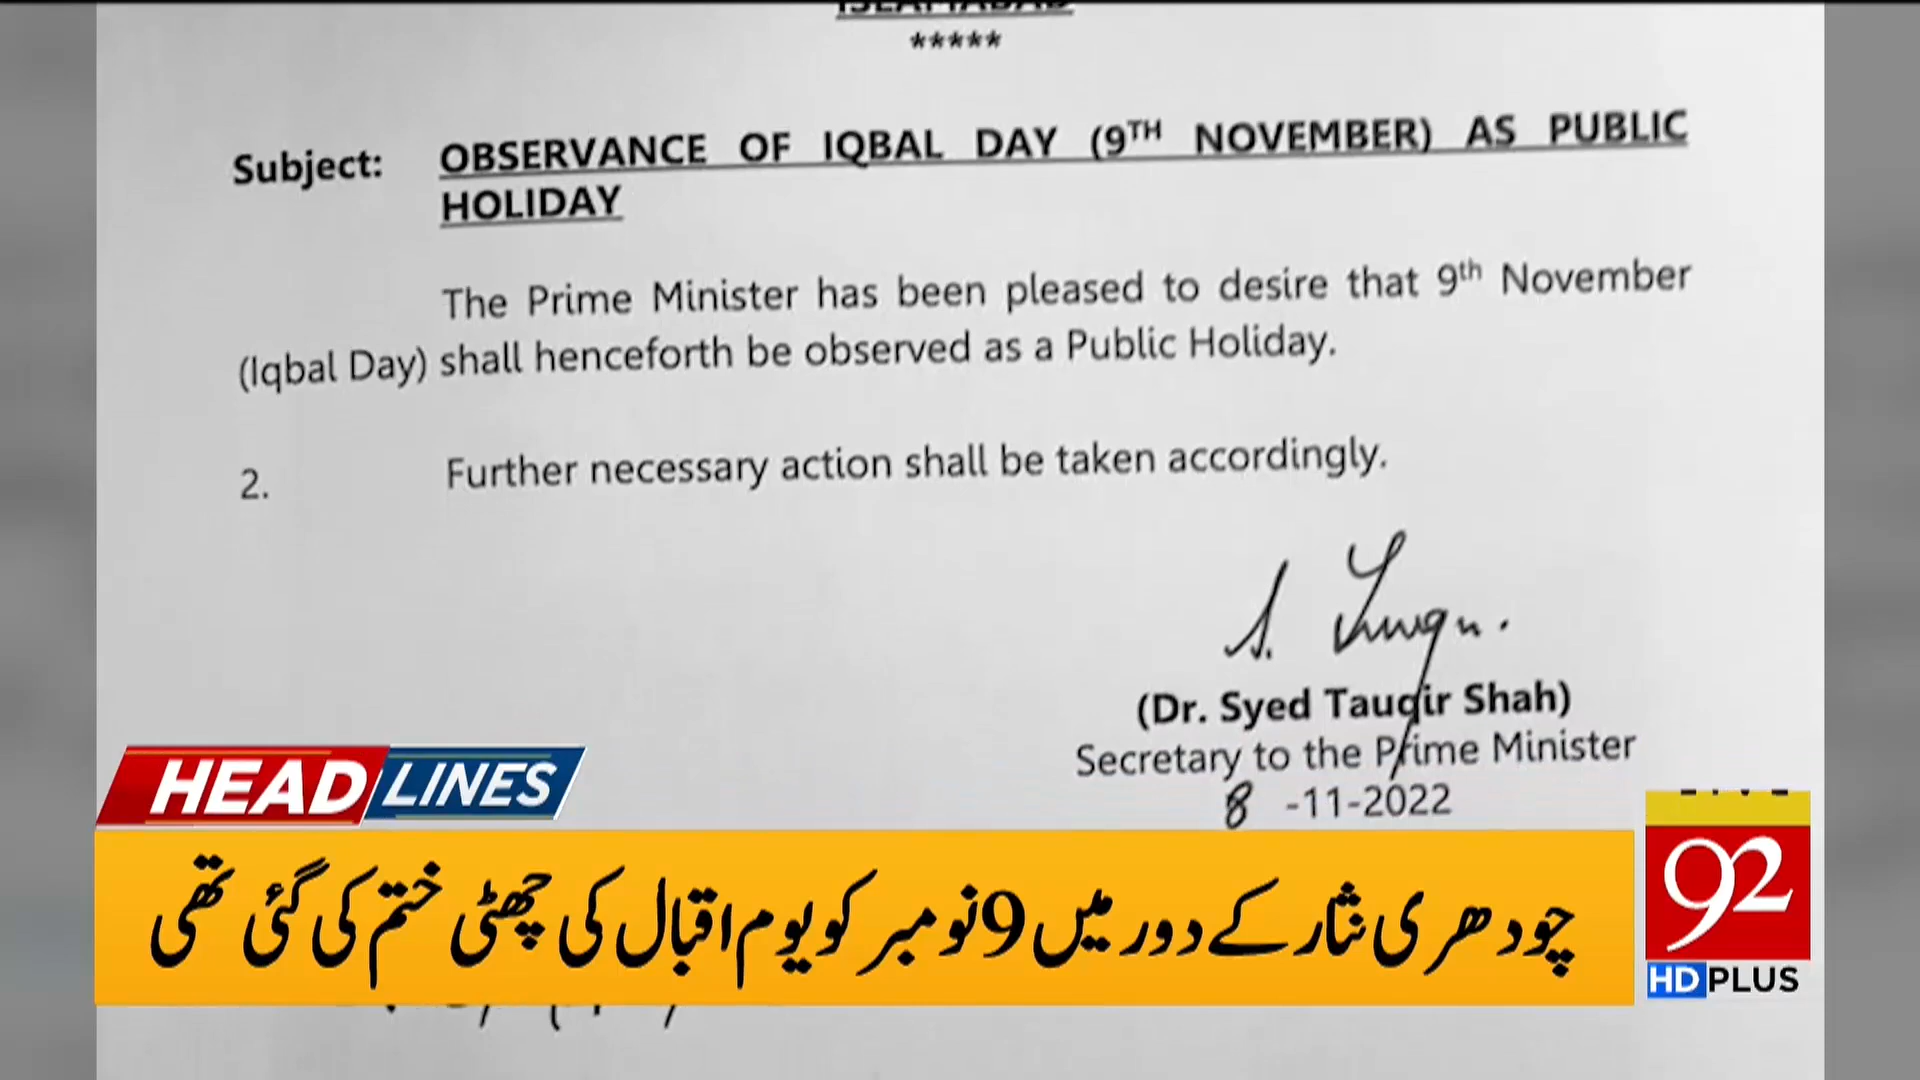 ISLAMABAD
*****
Subject: OBSERVANCE OF IQBAL DAY (9TH NOVEMBER) AS PUBLIC
HOLIDAY
The Prime Minister has been pleased to desire that 9th November
(Iqbal Day) shall henceforth be observed as a Public Holiday.
2. Further necessary action shall be taken accordingly.
(Dr. Syed Tauqir Shah)
Secretary to the Prime Minister
8 -11-2022
HEADLINES
چودھری نثار کے دور میں 9 نومبر کو یوم اقبال کی چھٹی ختم کی گئی تھی
LIVE
92
HD PLUS